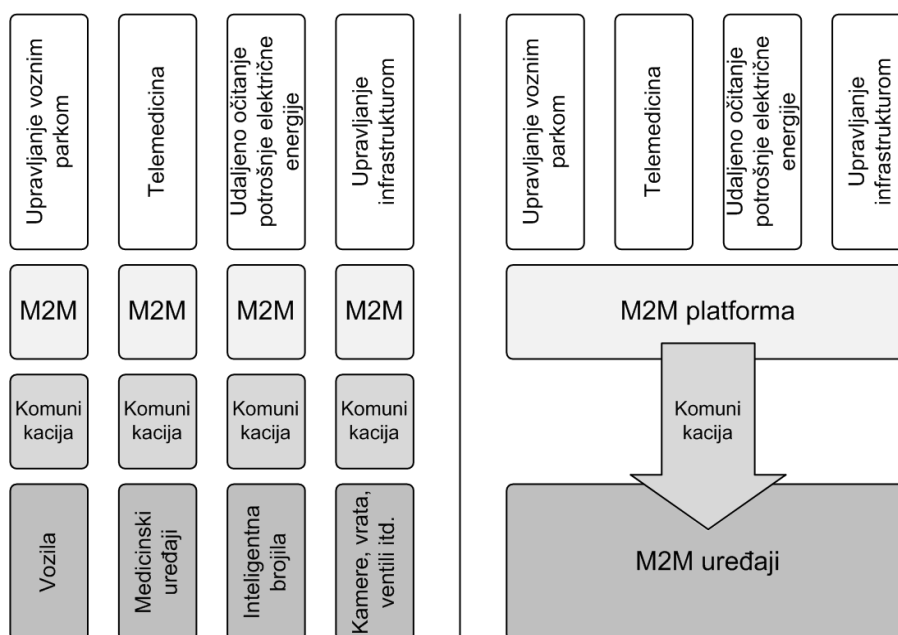 Upravljanje voznim
parkom
Telemedicina
Udaljeno očitanje
potrošnje električne
energije
Upravljanje
infrastrukturom
M2M
M2M
M2M
M2M
Komuni
kacija
Komuni
kacija
Komuni
kacija
Komuni
kacija
Vozila
Medicinski
uređaji
Inteligentna
brojila
Kamere, vrata,
ventili itd.
Upravljanje voznim
parkom
Telemedicina
Udaljeno očitanje
potrošnje električne
energije
Upravljanje
infrastrukturom
M2M platforma
Komuni
kacija
M2M uređaji